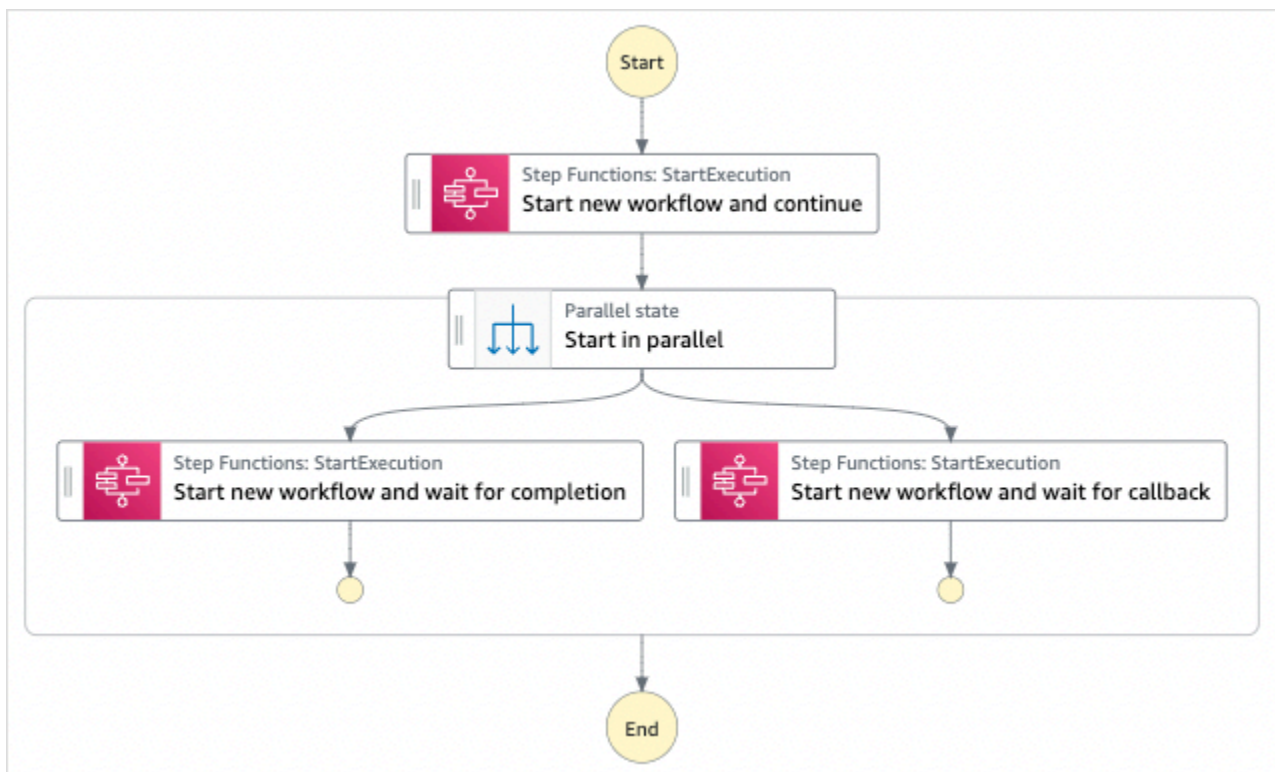 Start
Step Functions: StartExecution
Start new workflow and continue
Parallel state
Start in parallel
Step Functions: StartExecution
Start new workflow and wait for completion
Step Functions: StartExecution
Start new workflow and wait for callback
End